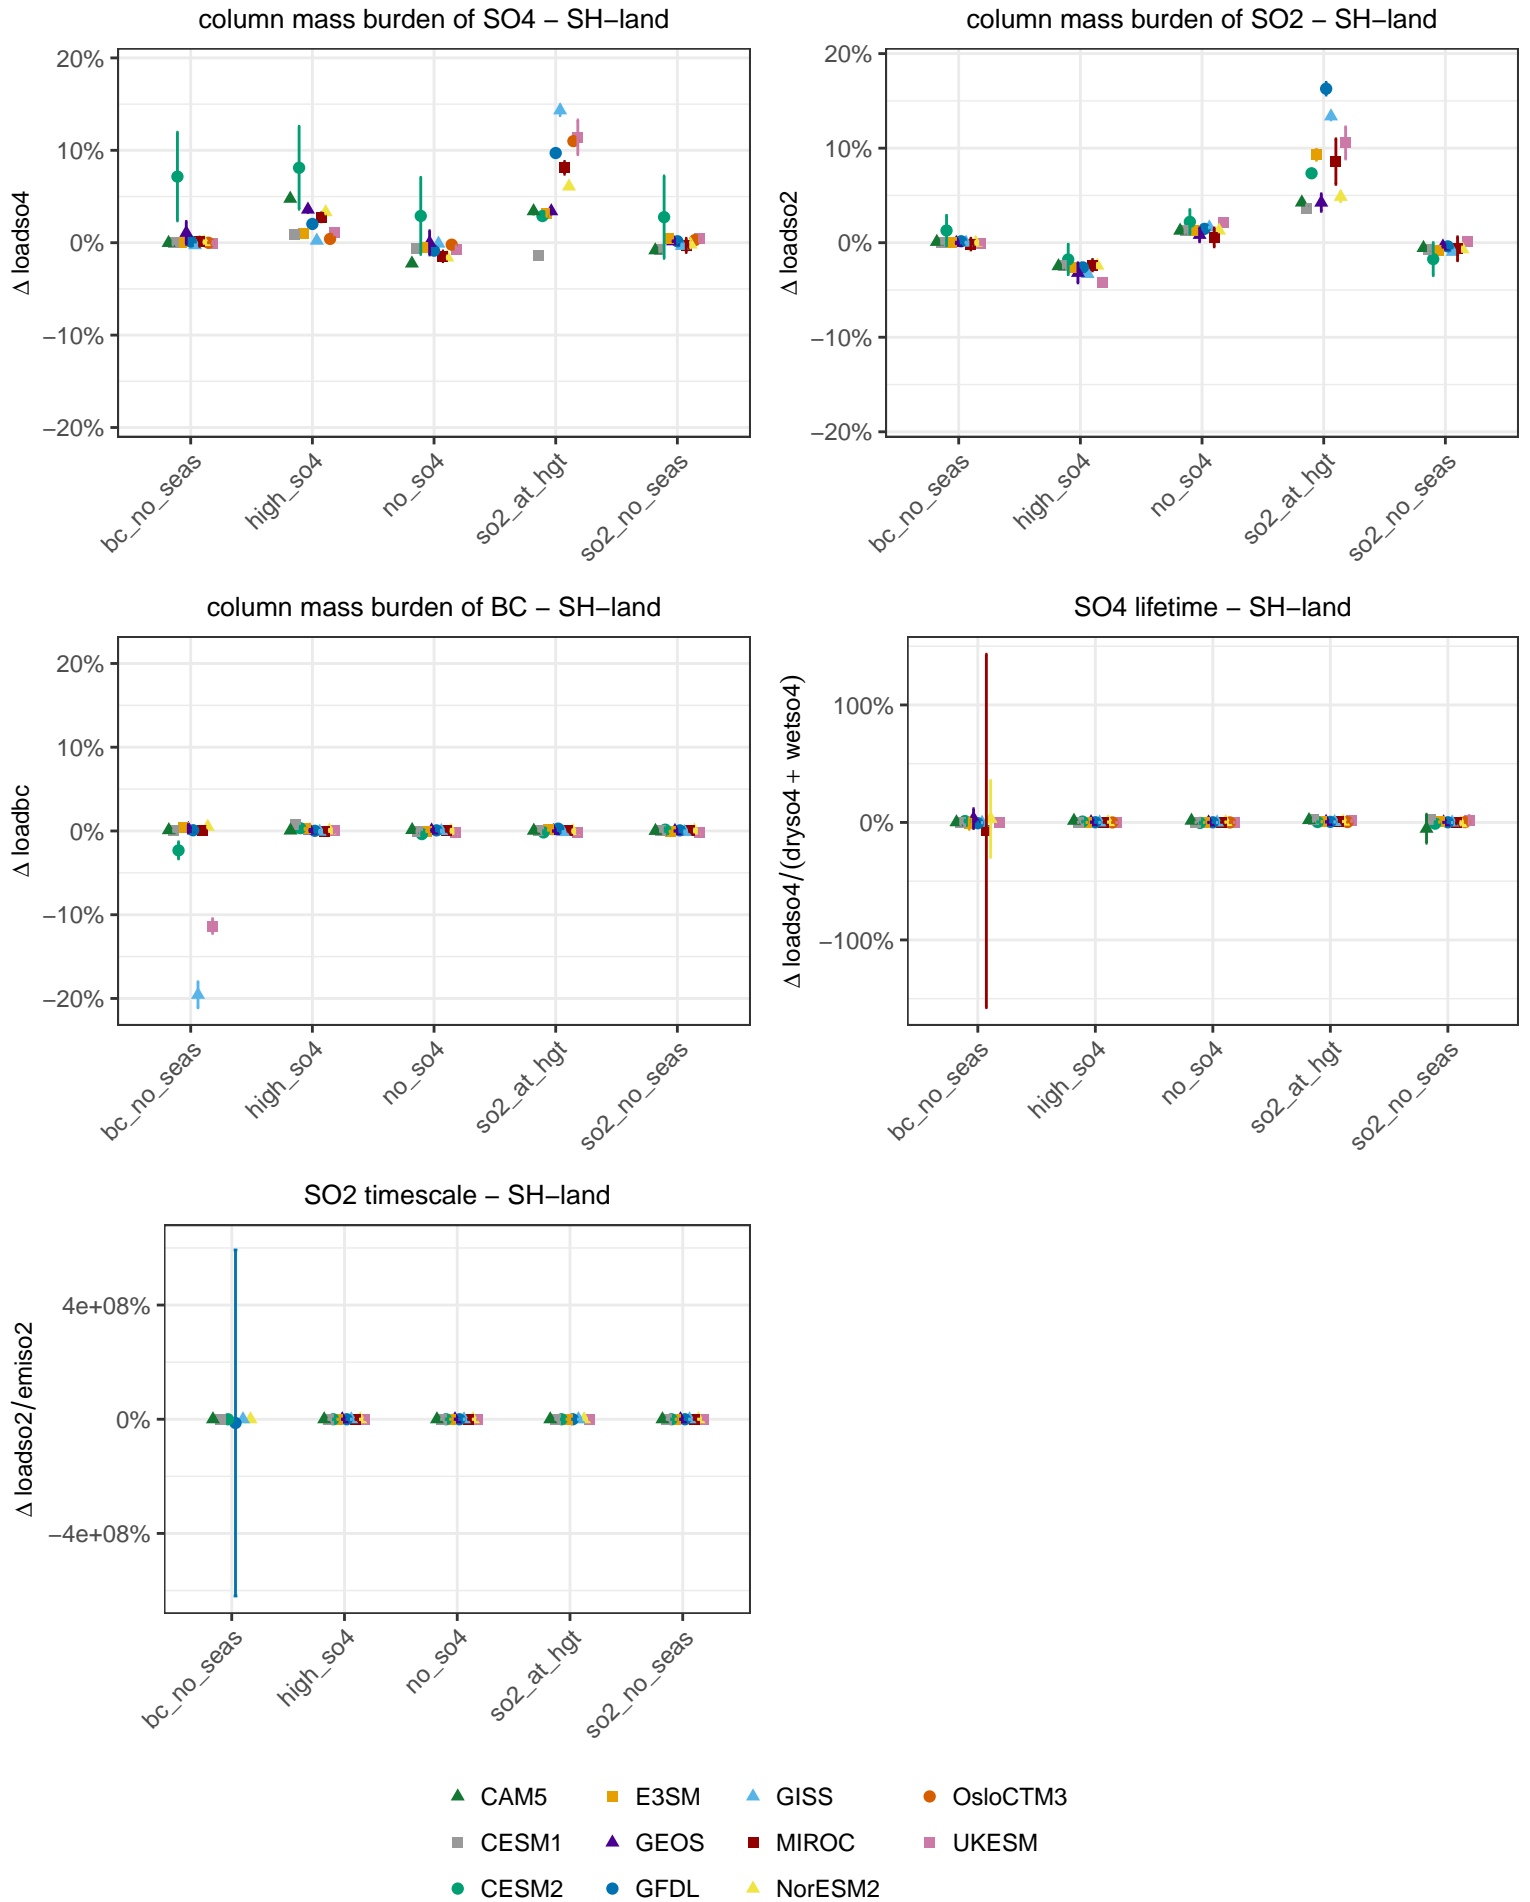 column mass burden of SO4 − SH−land
Δ loadso4
20%
10%
0%
−10%
−20%
bc_no_seas
high_so4
no_so4
so2_at_hgt
so2_no_seas
column mass burden of SO2 − SH−land
Δ loadso2
20%
10%
0%
−10%
−20%
bc_no_seas
high_so4
no_so4
so2_at_hgt
so2_no_seas
column mass burden of BC − SH−land
Δ loadbc
20%
10%
0%
−10%
−20%
bc_no_seas
high_so4
no_so4
so2_at_hgt
so2_no_seas
SO4 lifetime − SH−land
Δ loadso4/(dryso4 + wetso4)
100%
0%
−100%
bc_no_seas
high_so4
no_so4
so2_at_hgt
so2_no_seas
SO2 timescale − SH−land
Δ loadso2/emiso2
4e+08%
0%
−4e+08%
bc_no_seas
high_so4
no_so4
so2_at_hgt
so2_no_seas
CAM5 E3SM GISS OsloCTM3
CESM1 GEOS MIROC UKESM
CESM2 GFDL NorESM2